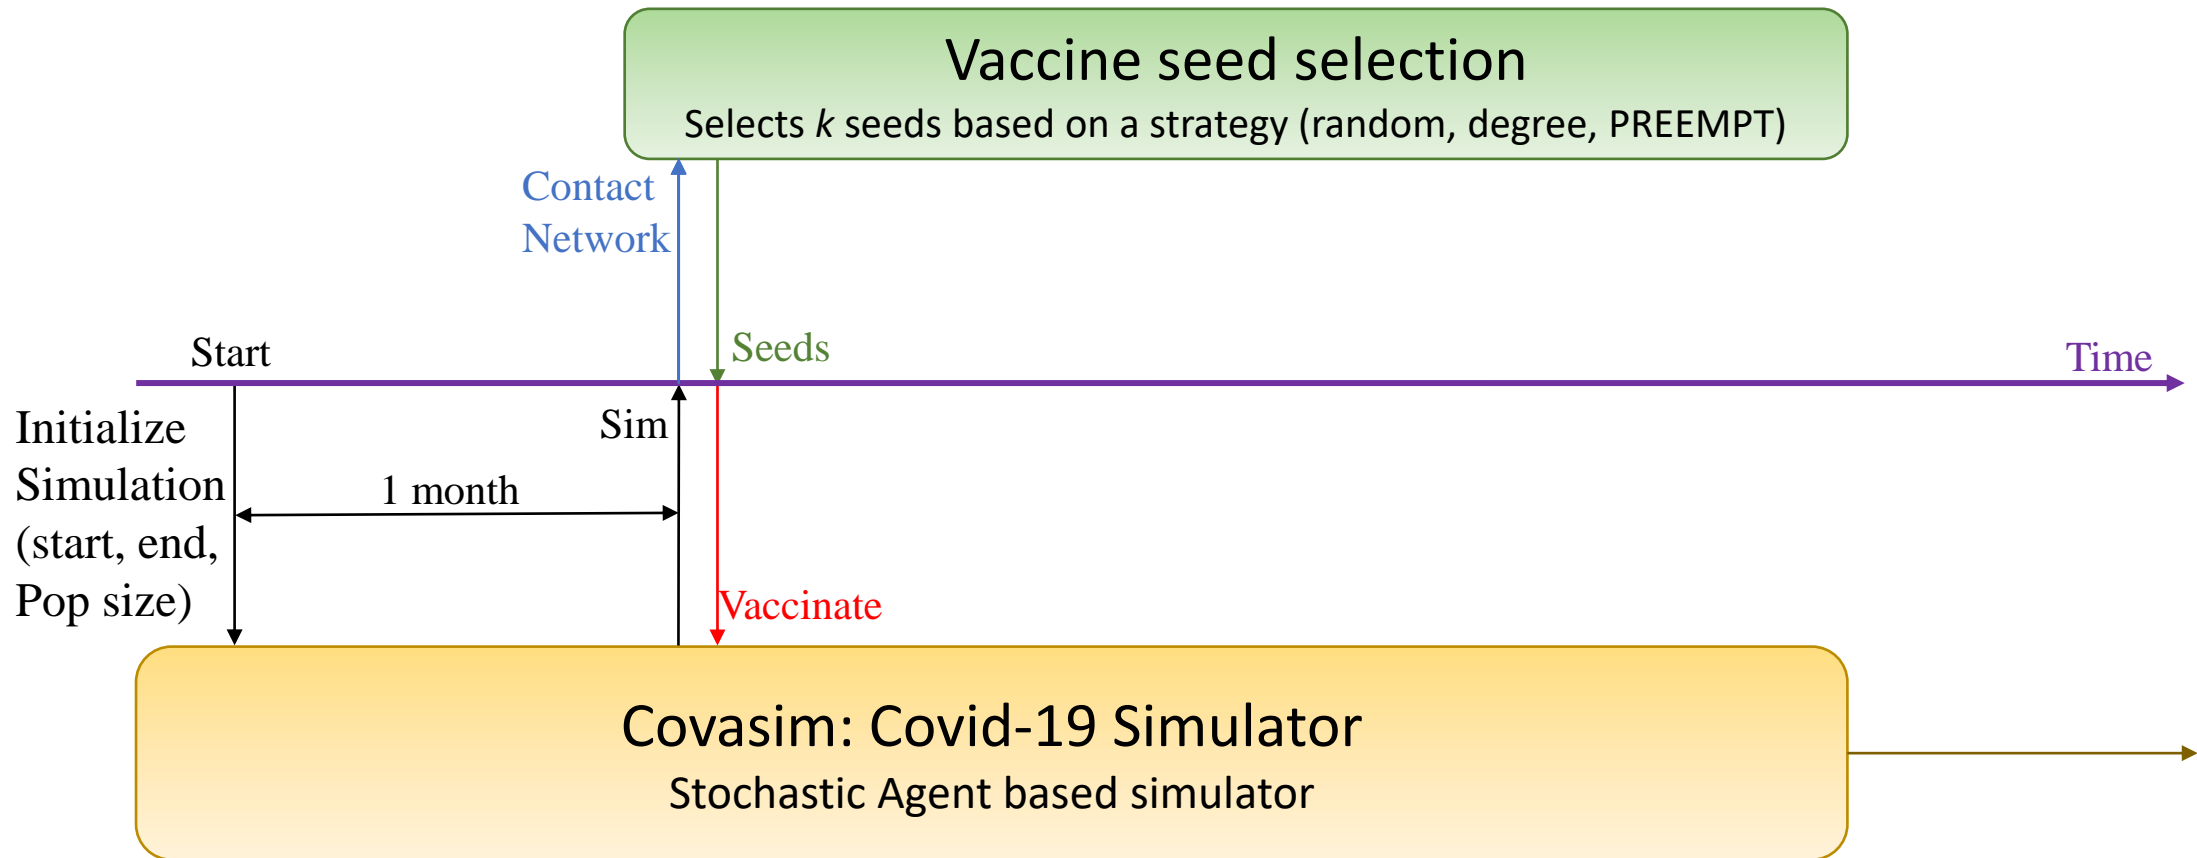 Vaccine seed selection
Selects k seeds based on a strategy (random, degree, PREEMPT)
Contact
Network
Seeds
Start
Time
Initialize
Simulation
(start, end,
Pop size)
Sim
1 month
Vaccinate
Covasim: Covid-19 Simulator
Stochastic Agent based simulator